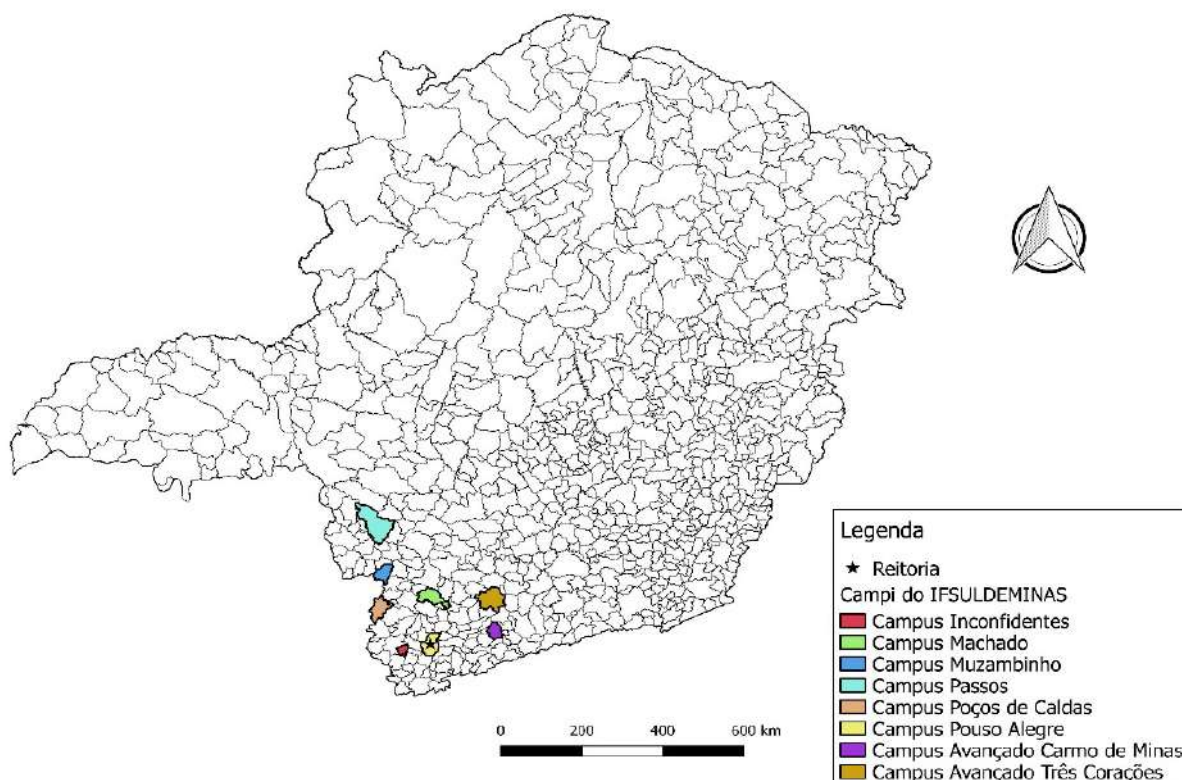 Legenda
★ Reitoria
Campi do IFSULDEMINAS
Campus Inconfidentes
Campus Machado
Campus Muzambinho
Campus Passos
Campus Poços de Caldas
Campus Pouso Alegre
Campus Avançado Carmo de Minas
Campus Avançado Três Corações
0 200 400 600 km